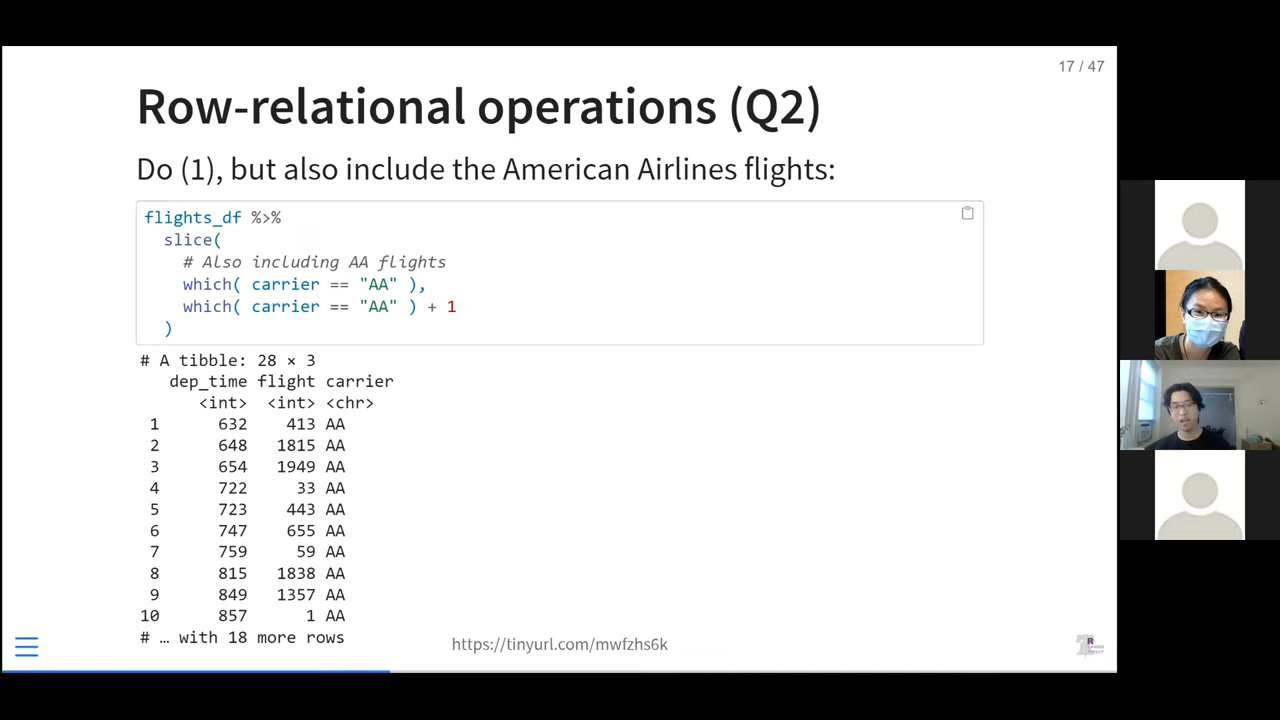 17 / 47
Row-relational operations (Q2)
Do (1), but also include the American Airlines flights:
flights_df %>%
  slice(
    # Also including AA flights
    which( carrier == "AA" ),
    which( carrier == "AA" ) + 1
  )
# A tibble: 28 × 3
   dep_time flight carrier
      <int>  <int> <chr>
 1      632    413 AA
 2      648   1815 AA
 3      654   1949 AA
 4      722     33 AA
 5      723    443 AA
 6      747    655 AA
 7      759     59 AA
 8      815   1838 AA
 9      849   1357 AA
10      857      1 AA
# … with 18 more rows
https://tinyurl.com/mwfzhs6k
R